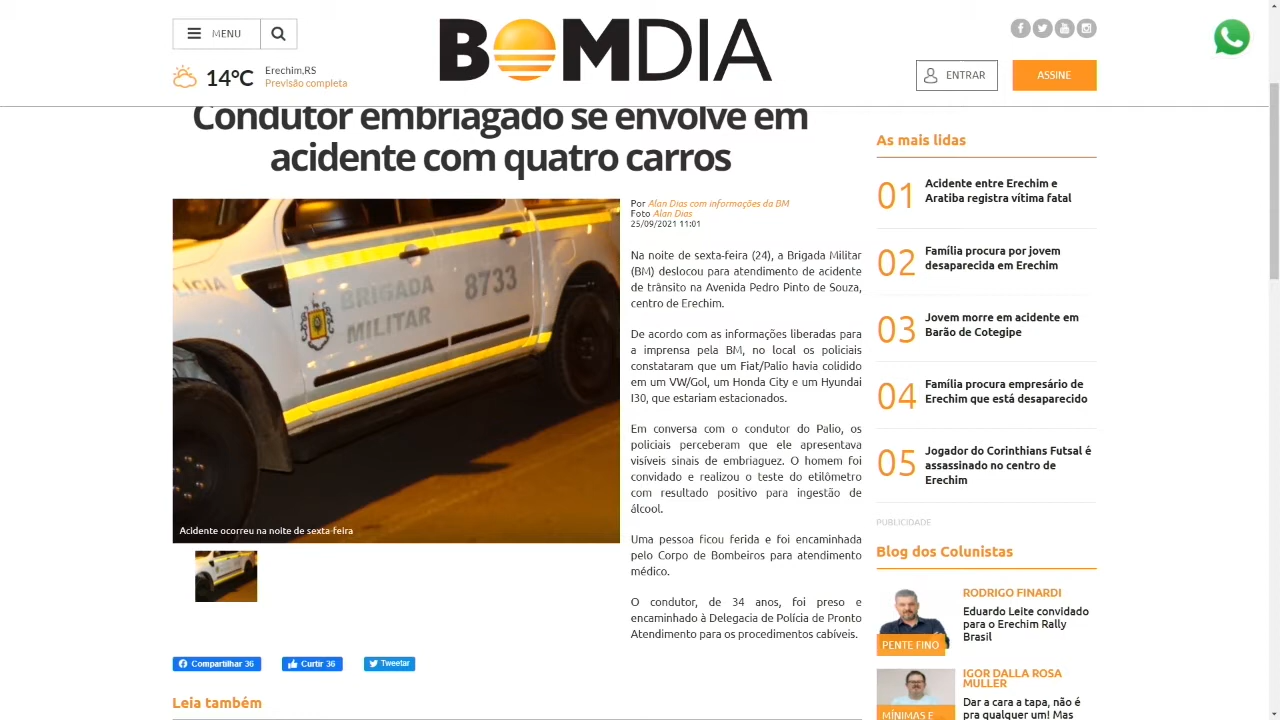 MENU
BOMDIA
14°C
Erechim,RS
Previsão completa
ENTRAR
ASSINE
Condutor embriagado se envolve em
acidente com quatro carros
LÍCIA
BRIGADA
MILITAR
8733
Acidente ocorreu na noite de sexta-feira
Por Alan Dias com informações da BM
Foto Alan Dias
25/09/2021 11:01
Na noite de sexta-feira (24), a Brigada Militar
(BM) deslocou para atendimento de acidente
de trânsito na Avenida Pedro Pinto de Souza,
centro de Erechim.
De acordo com as informações liberadas para
a imprensa pela BM, no local os policiais
constataram que um Fiat/Palio havia colidido
em um VW/Gol, um Honda City e um Hyundai
I30, que estariam estacionados.
Em conversa com o condutor do Palio, os
policiais perceberam que ele apresentava
visíveis sinais de embriaguez. O homem foi
convidado e realizou o teste do etilômetro
com resultado positivo para ingestão de
álcool.
Uma pessoa ficou ferida e foi encaminhada
pelo Corpo de Bombeiros para atendimento
médico.
O condutor, de 34 anos, foi preso e
encaminhado à Delegacia de Polícia de Pronto
Atendimento para os procedimentos cabíveis.
Compartilhar 36
Curtir 36
Tweetar
Leia também
As mais lidas
01
Acidente entre Erechim e
Aratiba registra vítima fatal
02
Família procura por jovem
desaparecida em Erechim
03
Jovem morre em acidente em
Barão de Cotegipe
04
Família procura empresário de
Erechim que está desaparecido
05
Jogador do Corinthians Futsal é
assassinado no centro de
Erechim
PUBLICIDADE
Blog dos Colunistas
RODRIGO FINARDI
Eduardo Leite convidado
para o Erechim Rally
Brasil
PENTE FINO
IGOR DALLA ROSA
MULLER
Dar a cara a tapa, não é
pra qualquer um! Mas
MÍNIMAS E